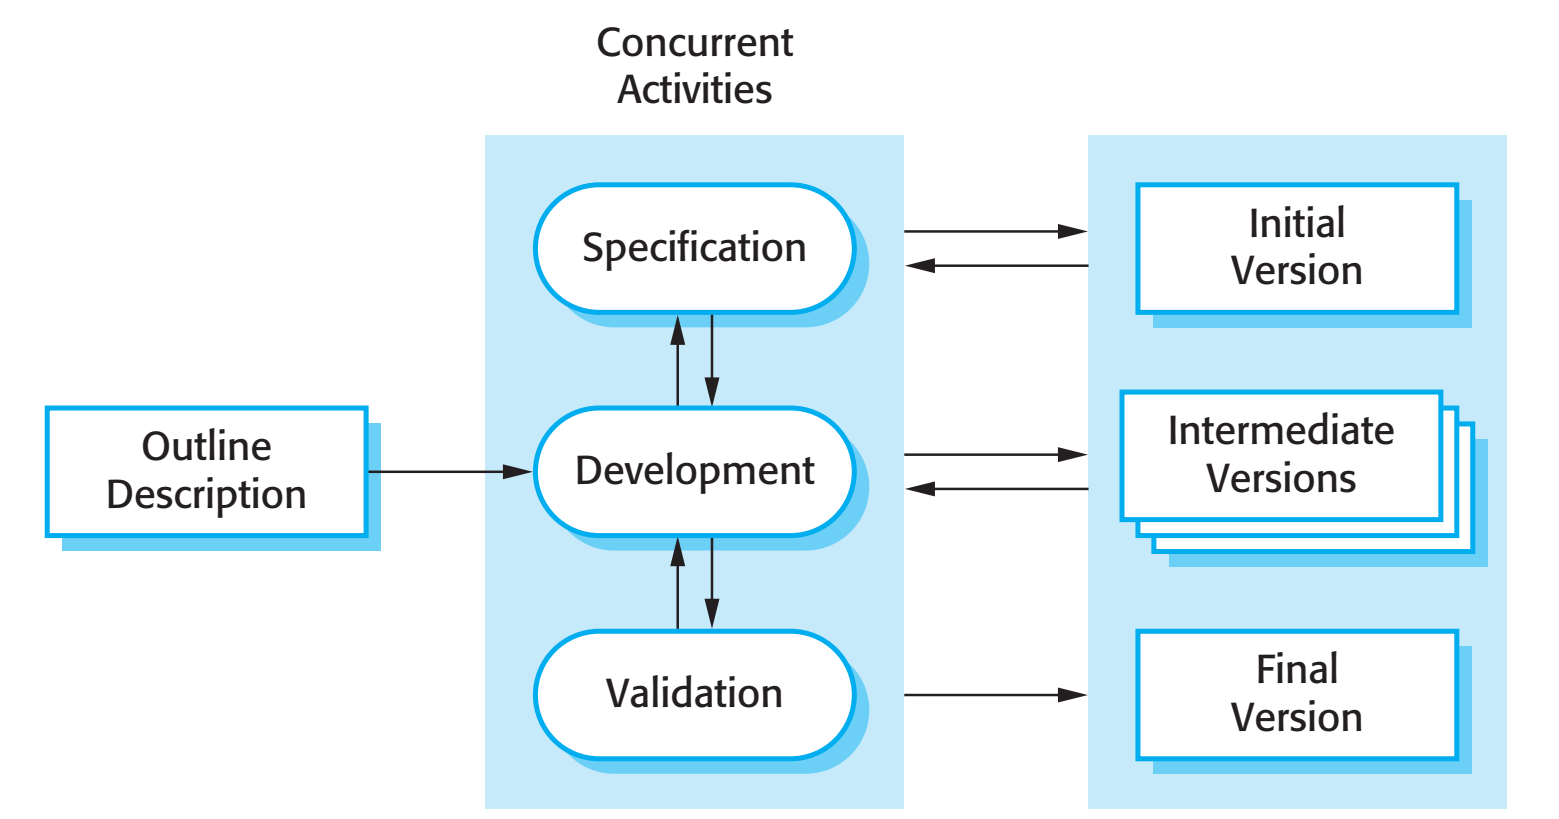 Concurrent
Activities
Specification
Initial
Version
Outline
Description
Development
Intermediate
Versions
Validation
Final
Version